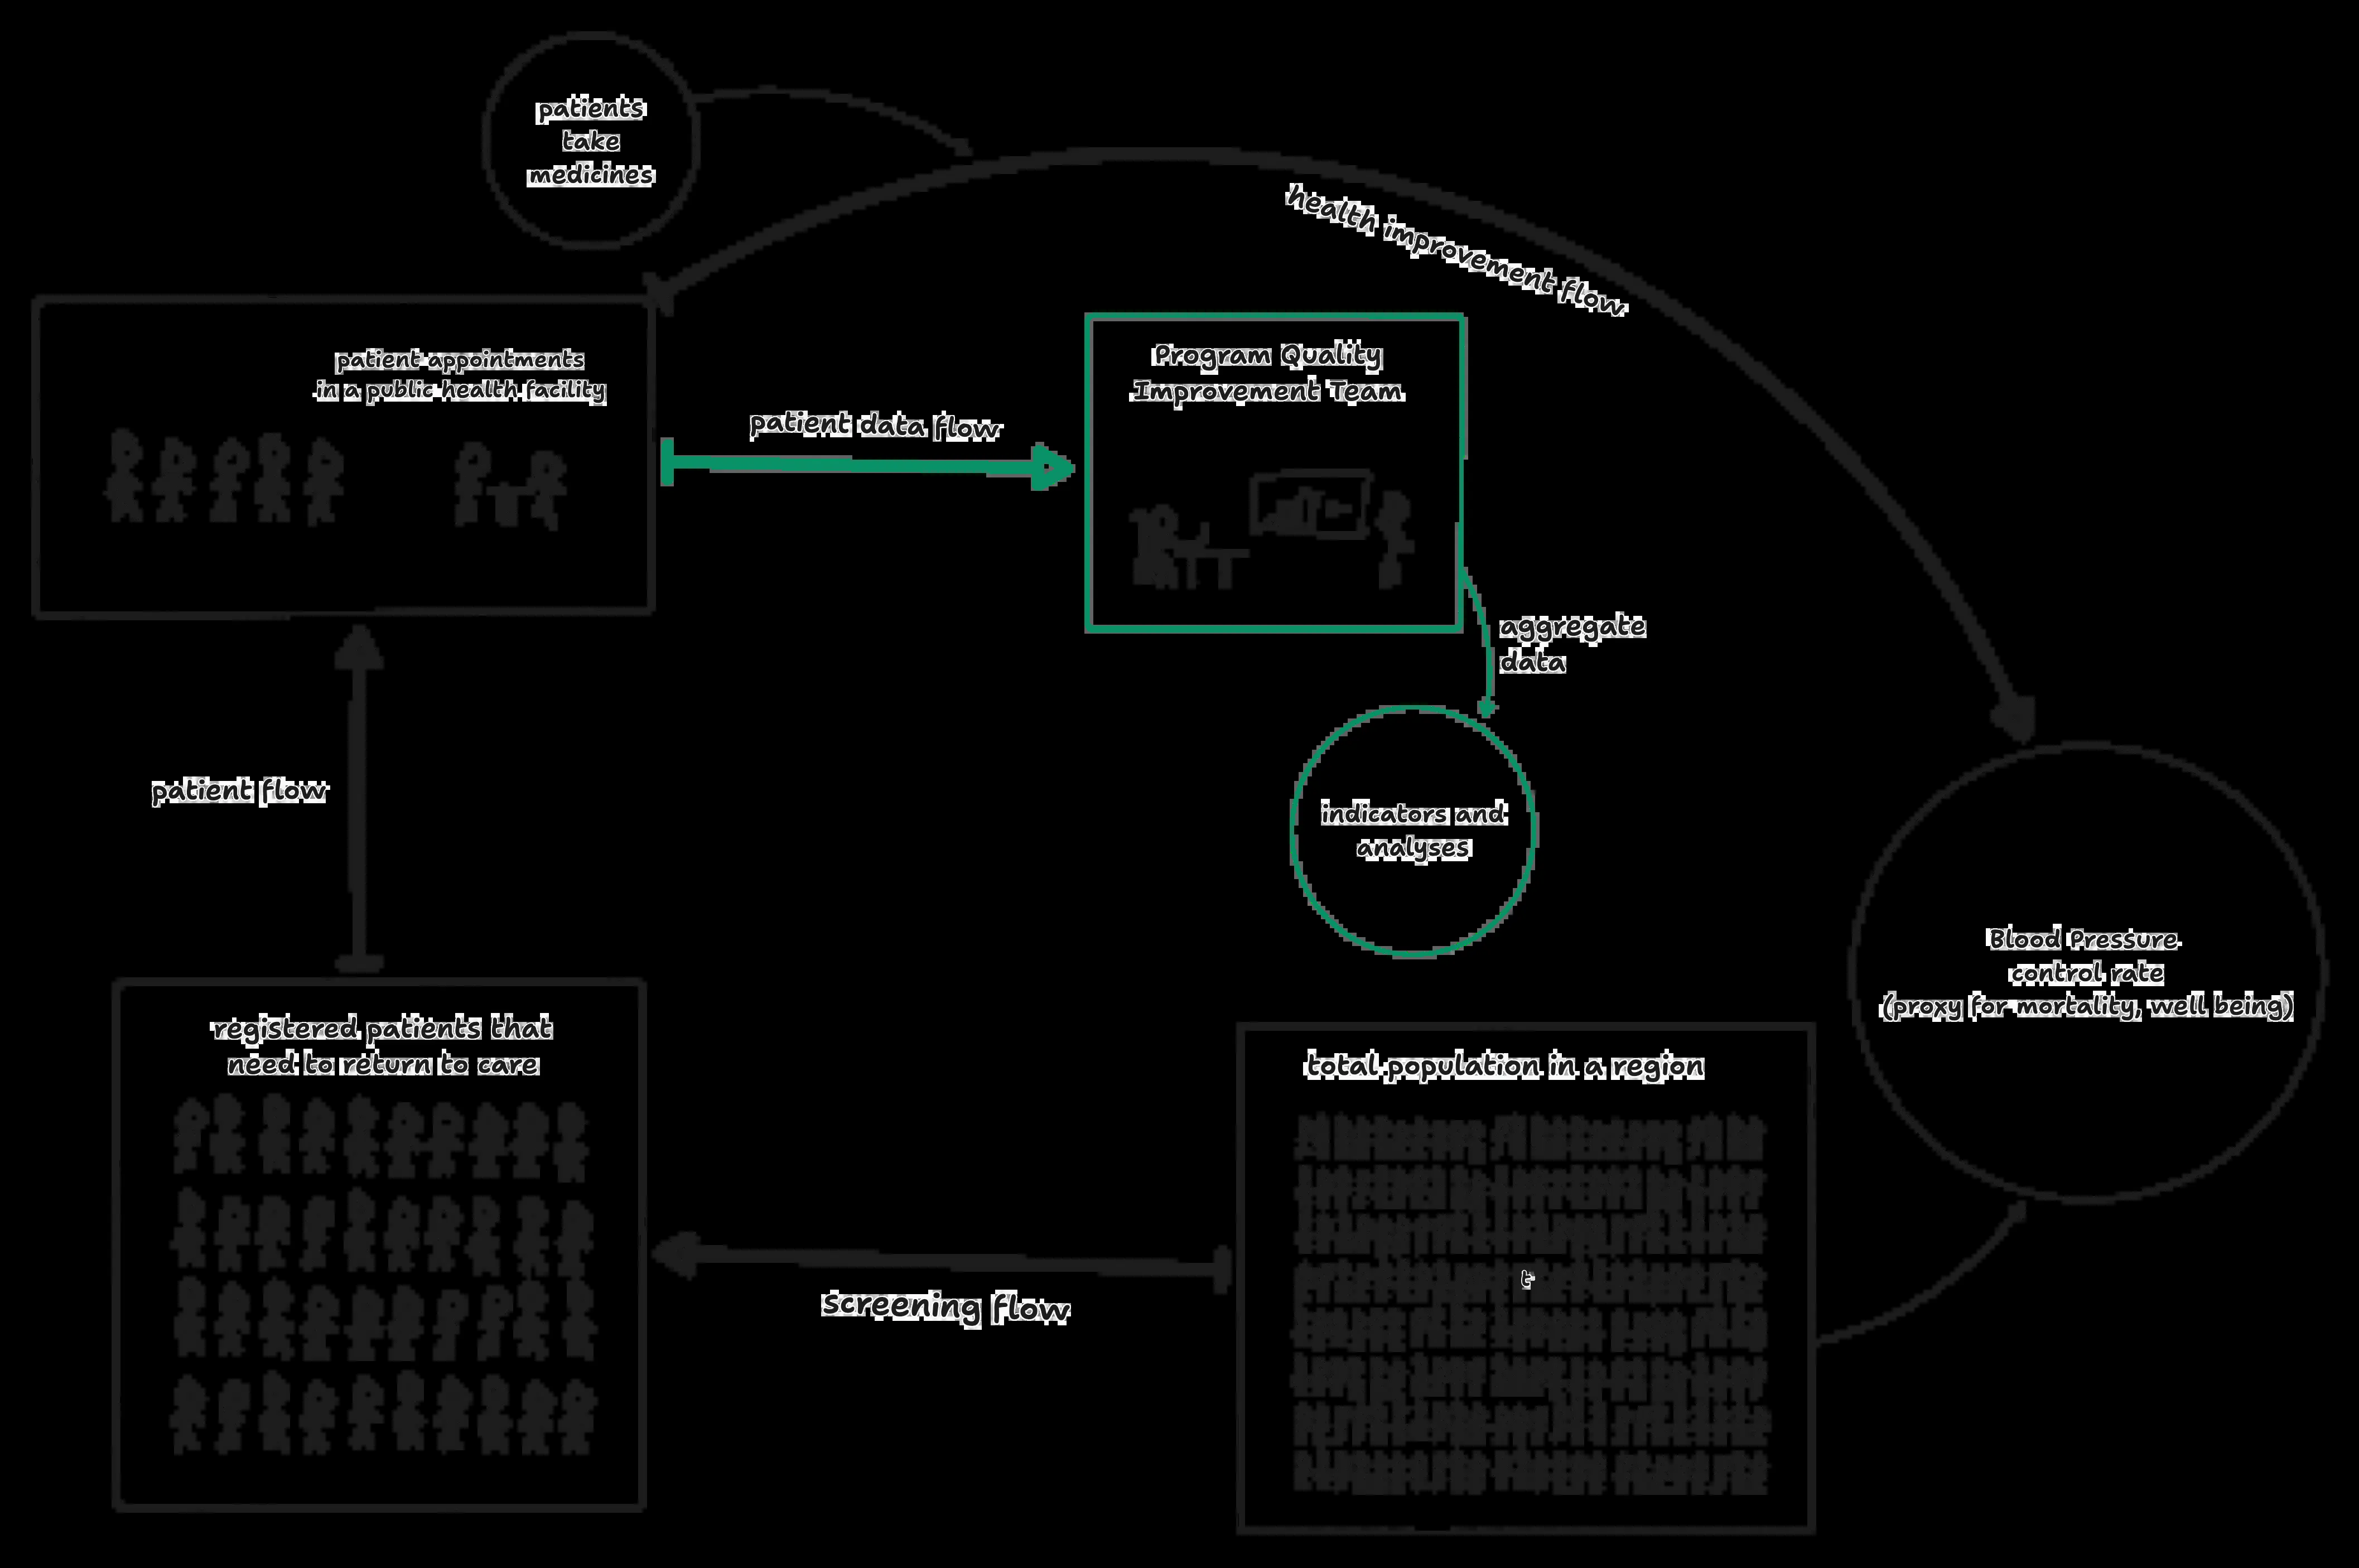 patients
take
medicines
health improvement flow
patient appointments
in a public health facility
patient data flow
Program Quality
Improvement Team
aggregate
data
patient flow
indicators and
analyses
Blood Pressure
control rate
(proxy for mortality, well being)
registered patients that
need to return to care
total population in a region
screening flow